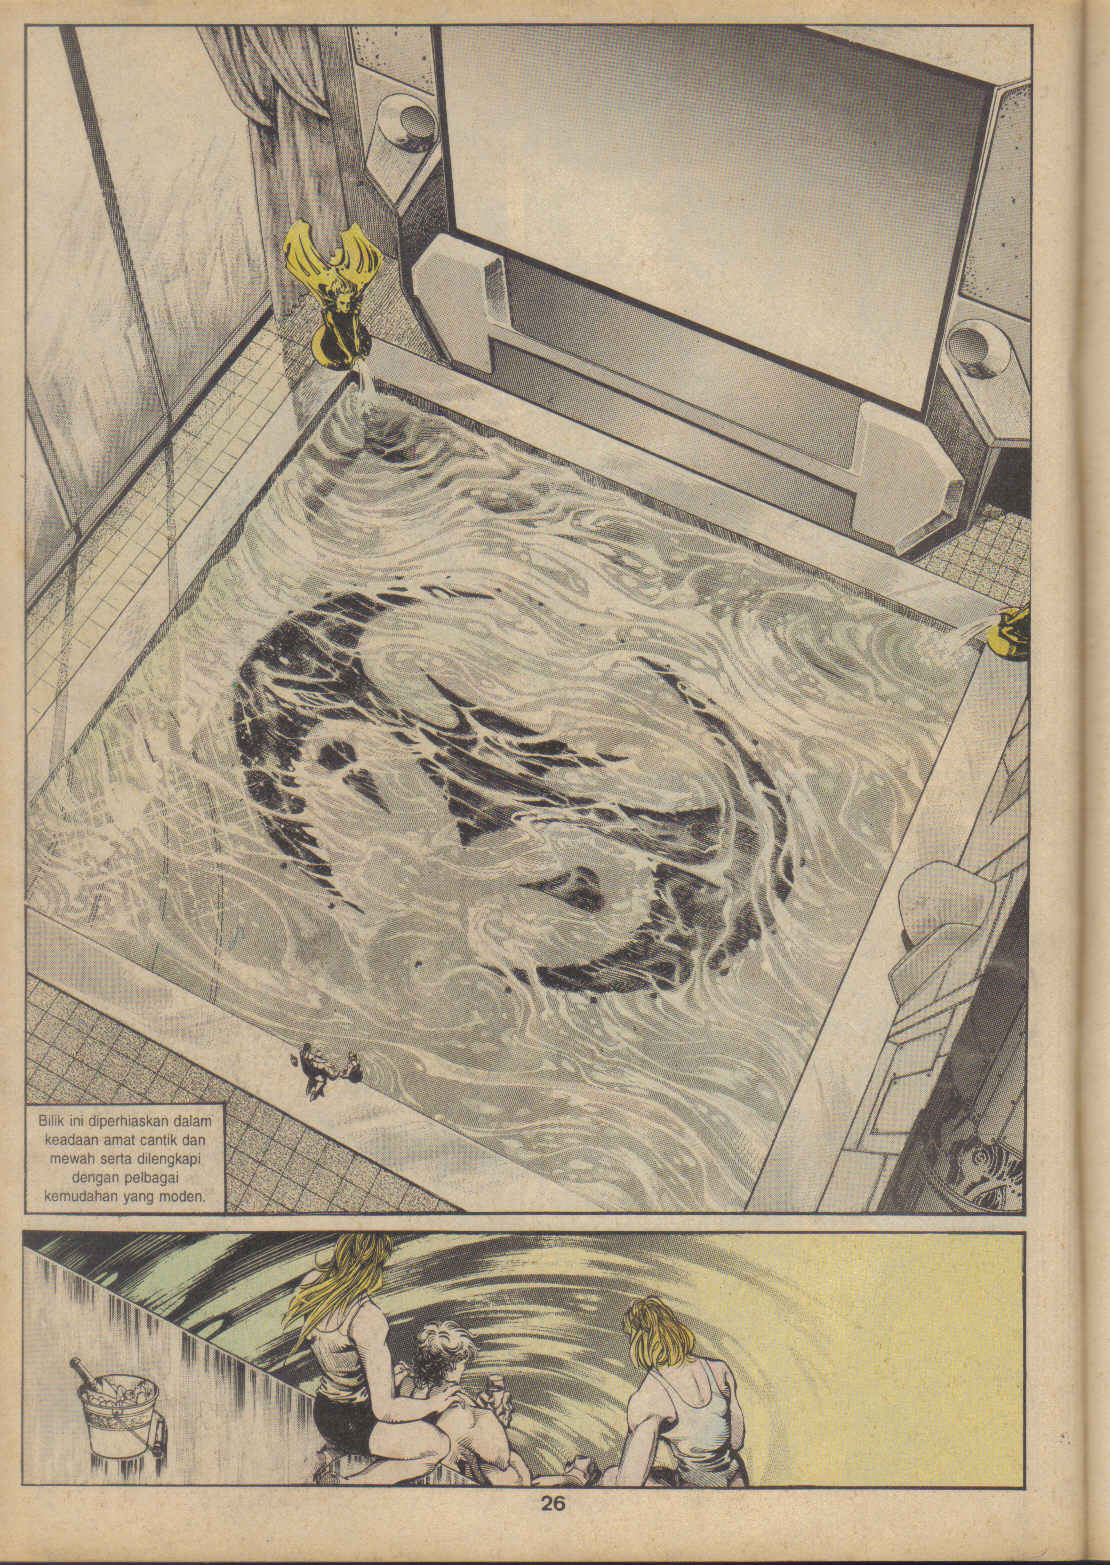 Bilik ini diperhiaskan dalam
keadaan amat cantik dan
mewah serta dilengkapi
dengan pelbagai
kemudahan yang moden.
26